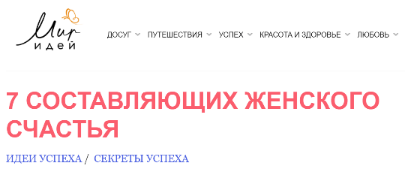 Мир
идей
ДОСУГ ПУТЕШЕСТВИЯ УСПЕХ КРАСОТА И ЗДОРОВЬЕ ЛЮБОВЬ
7 СОСТАВЛЯЮЩИХ ЖЕНСКОГО
СЧАСТЬЯ
ИДЕИ УСПЕХА / СЕКРЕТЫ УСПЕХА